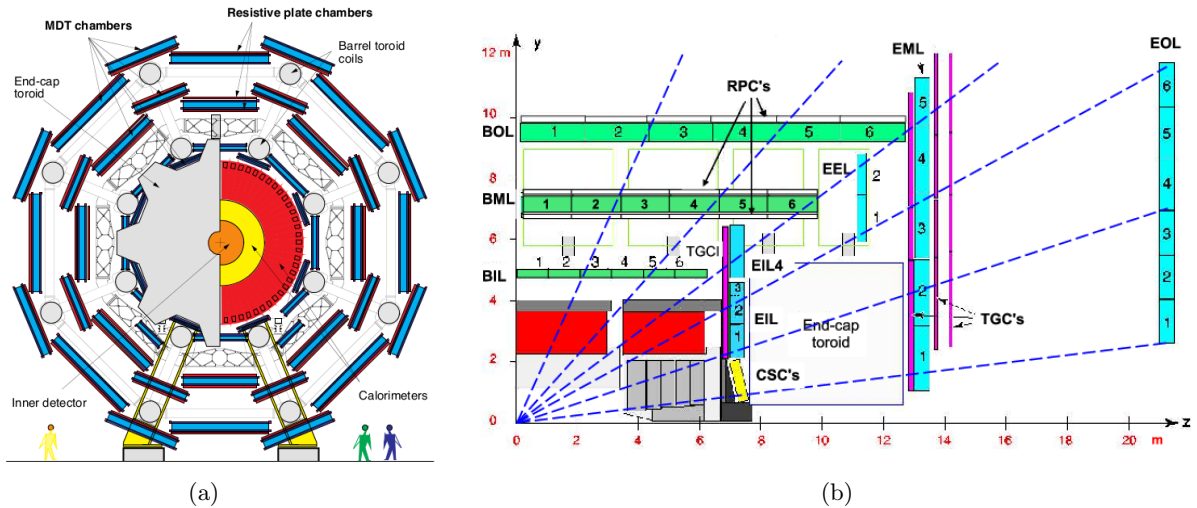 Resistive plate chambers
MDT chambers
Barrel toroid
coils
End-cap
toroid
Inner detector
Calorimeters
(a)
12 m
y
EML
EOL
RPC's
6
5
10
BOL
1 2 3 4 5 6
5
4
EEL
2
1
8
4
BML
1 2 3 4 5 6
3
3
6
TGCI
EIL4
1 2 3 4 5 6
BIL
2
3
2
1
EIL
4
2
TGC's
End-cap
toroid
1
2
1
CSC's
0
z
0 2 4 6 8 10 12 14 16 18 20 m
(b)